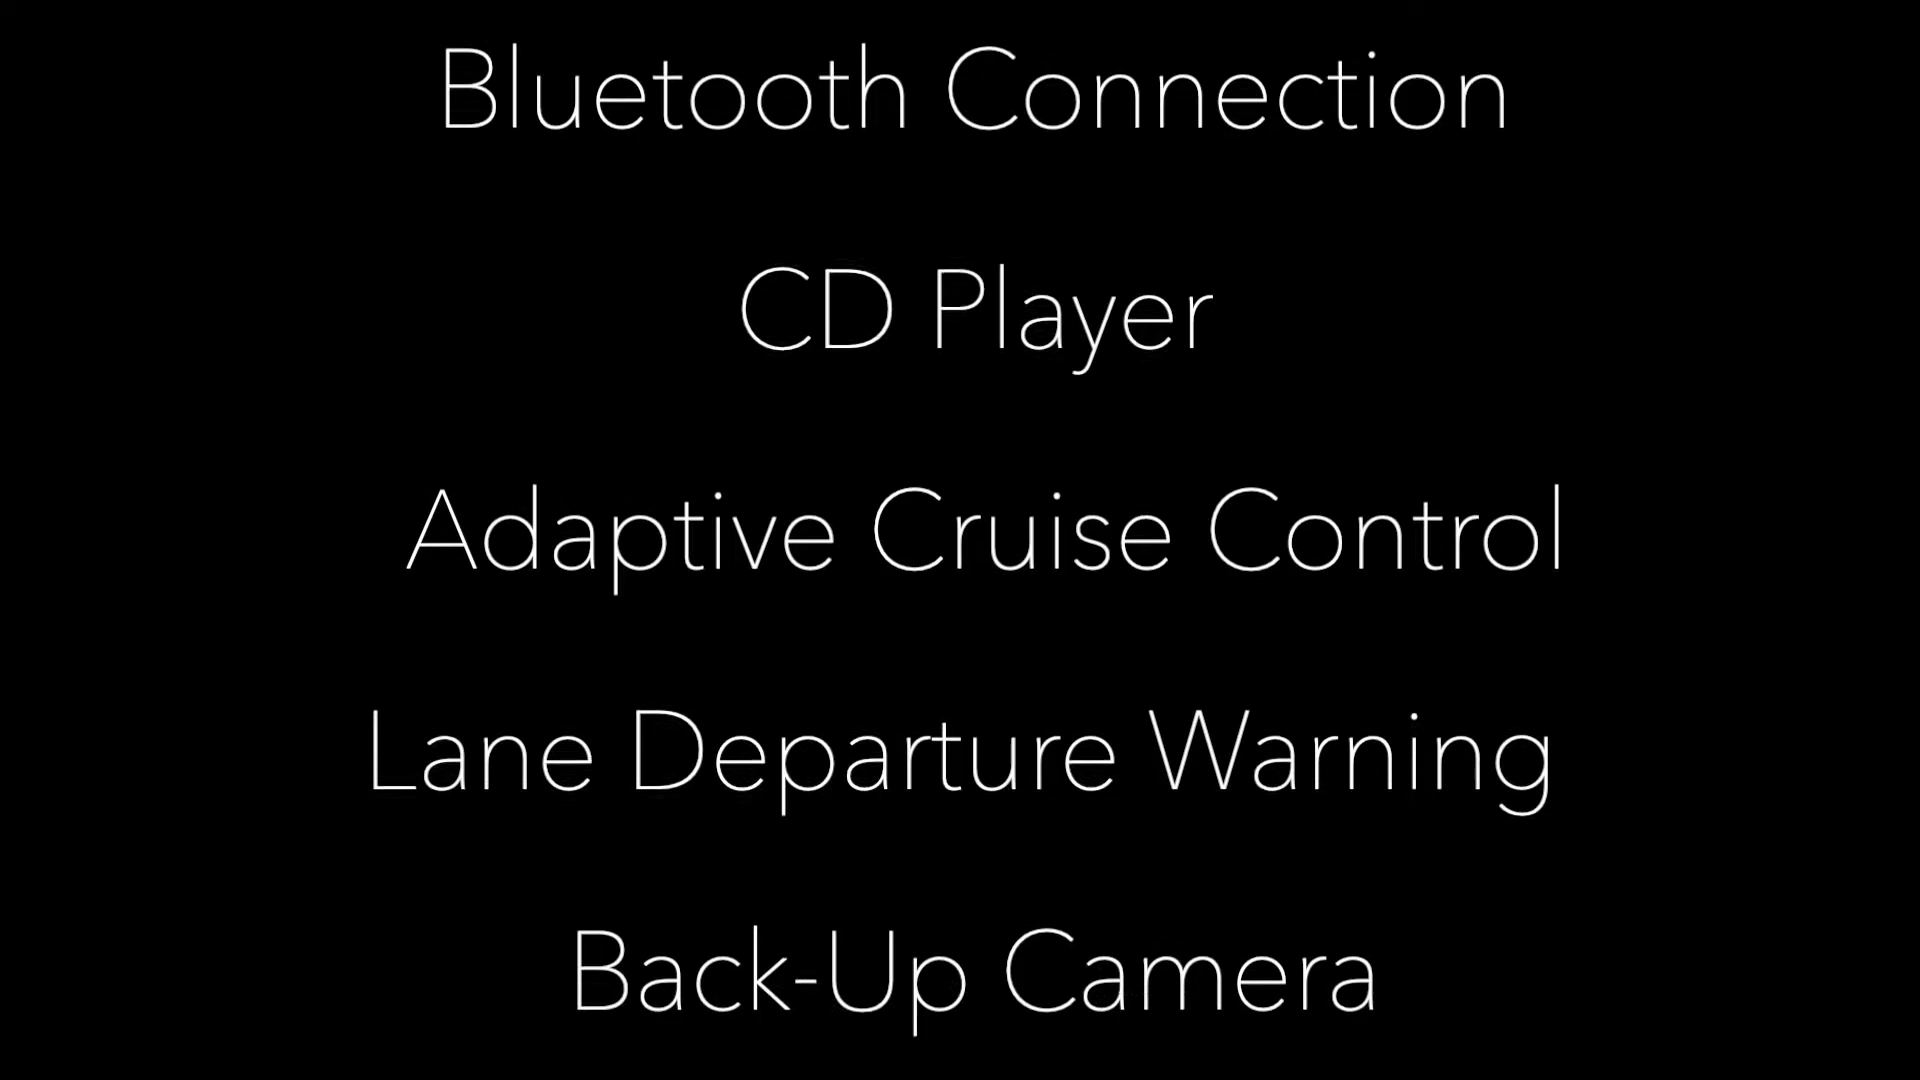 Bluetooth Connection
CD Player
Adaptive Cruise Control
Lane Departure Warning
Back-Up Camera